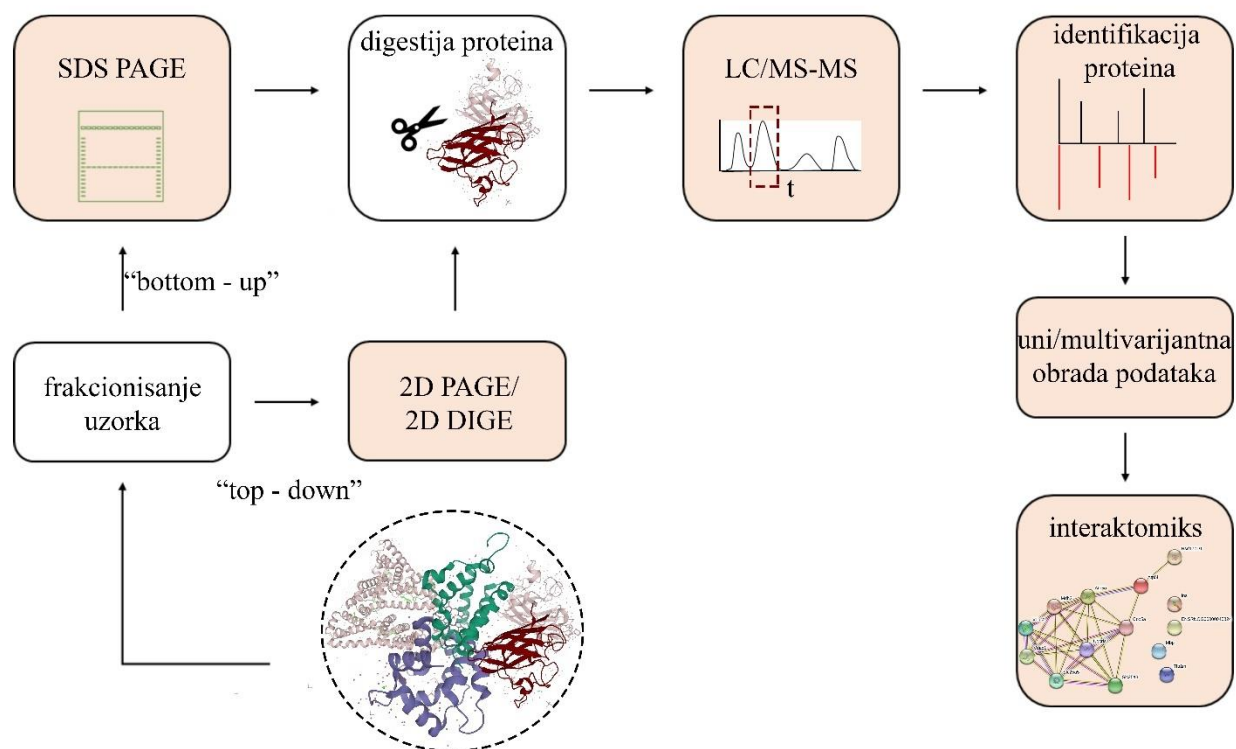 SDS PAGE
digestija proteina
LC/MS-MS
t
identifikacija
proteina
“bottom - up”
frakcionisanje
uzorka
2D PAGE/
2D DIGE
uni/multivarijantna
obrada podataka
“top - down”
interaktomiks